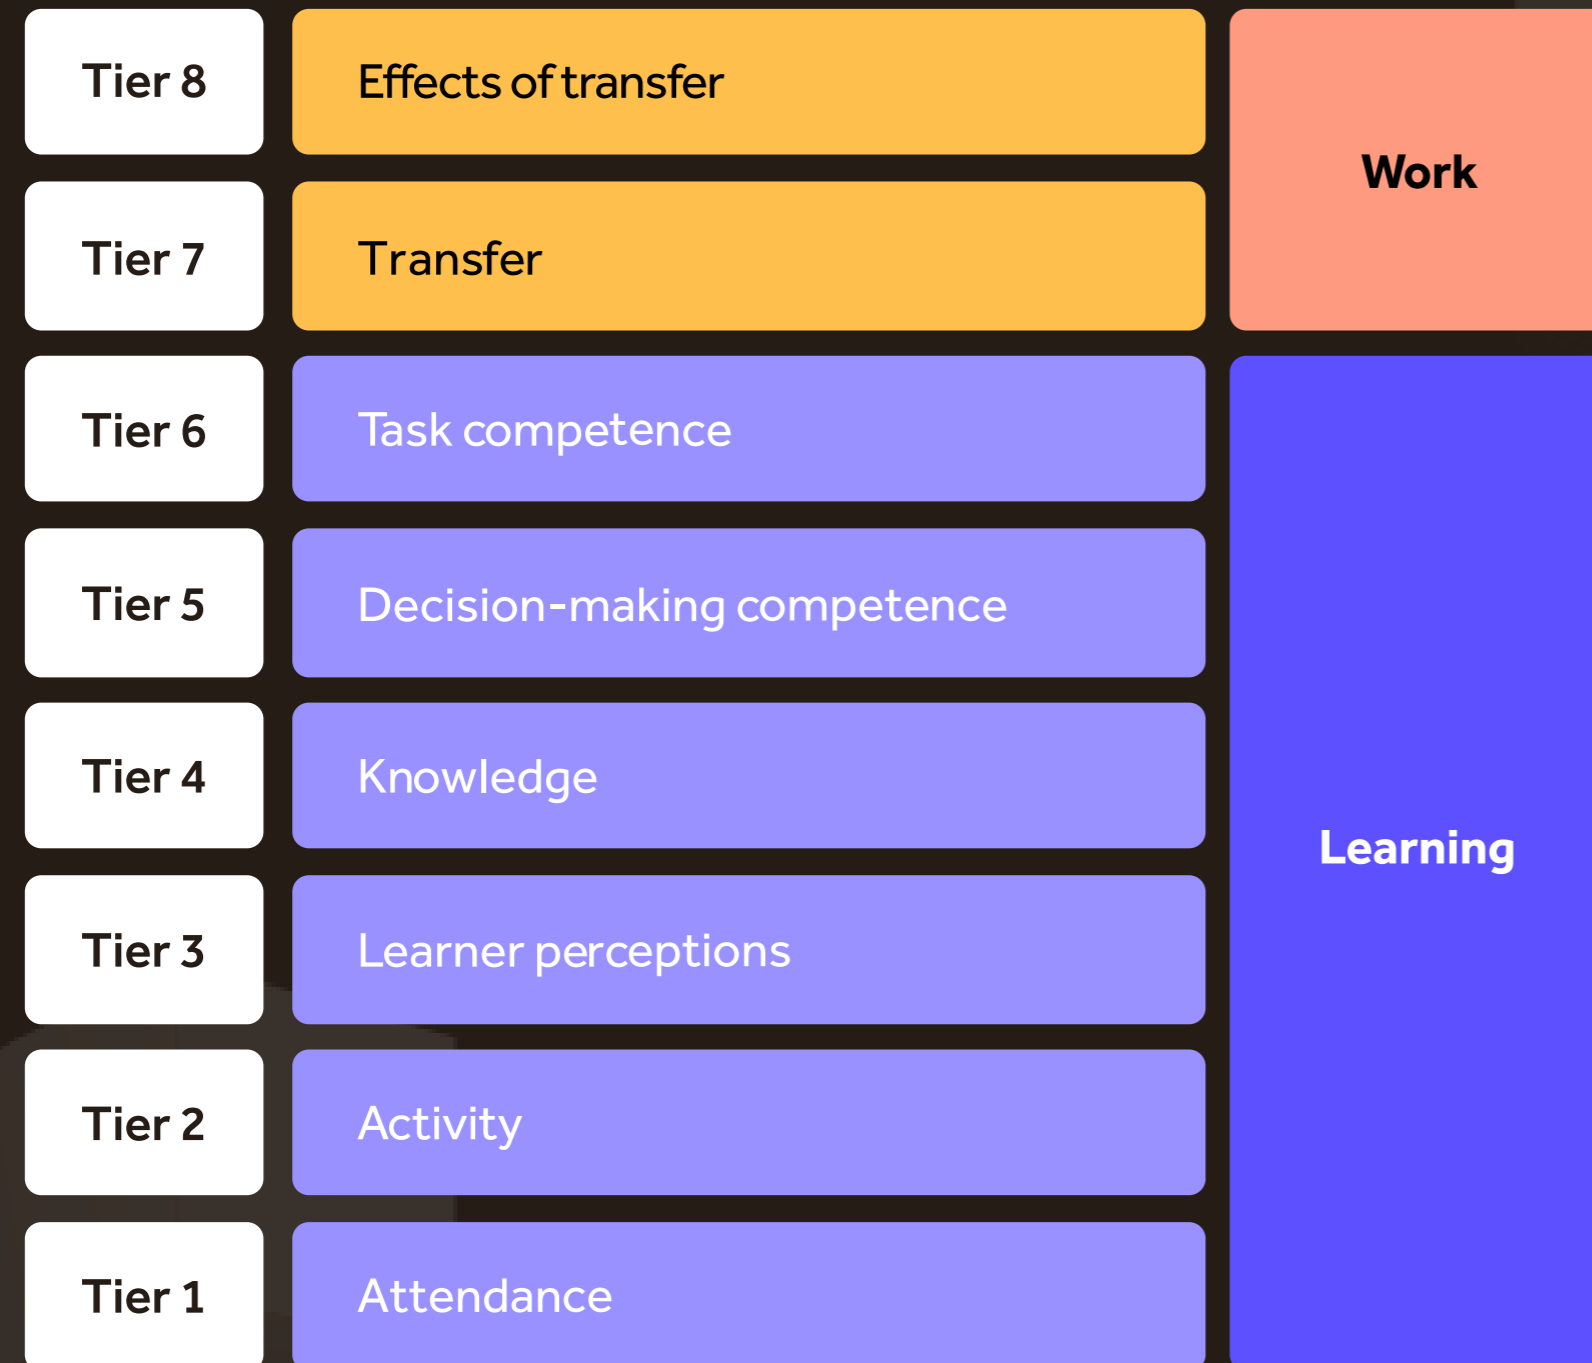 Tier 8
Effects of transfer
Work
Tier 7
Transfer
Tier 6
Task competence
Tier 5
Decision-making competence
Tier 4
Knowledge
Learning
Tier 3
Learner perceptions
Tier 2
Activity
Tier 1
Attendance